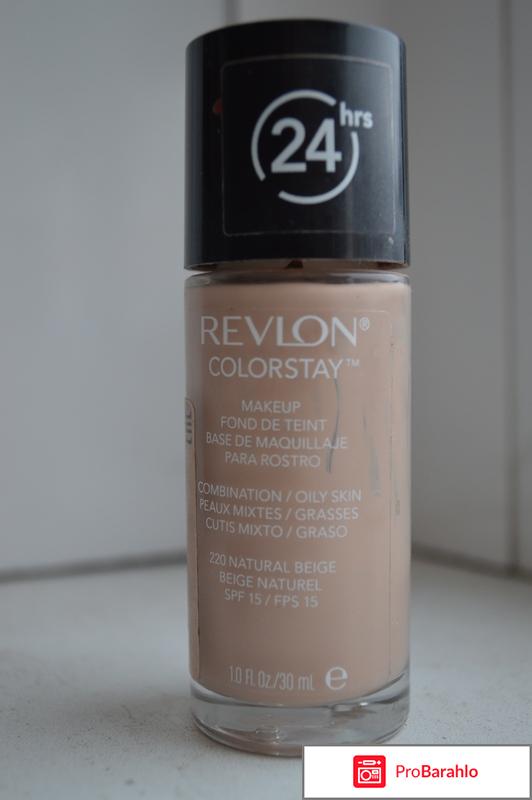 24 hrs
REVLON®
COLORSTAY™
MAKEUP
FOND DE TEINT
BASE DE MAQUILLAJE
PARA ROSTRO
COMBINATION / OILY SKIN
PEAUX MIXTES / GRASSES
CUTIS MIXTO / GRASO
220 NATURAL BEIGE
BEIGE NATUREL
SPF 15 / FPS 15
1.0 Fl. Oz./30 mL e
ProBarahlo